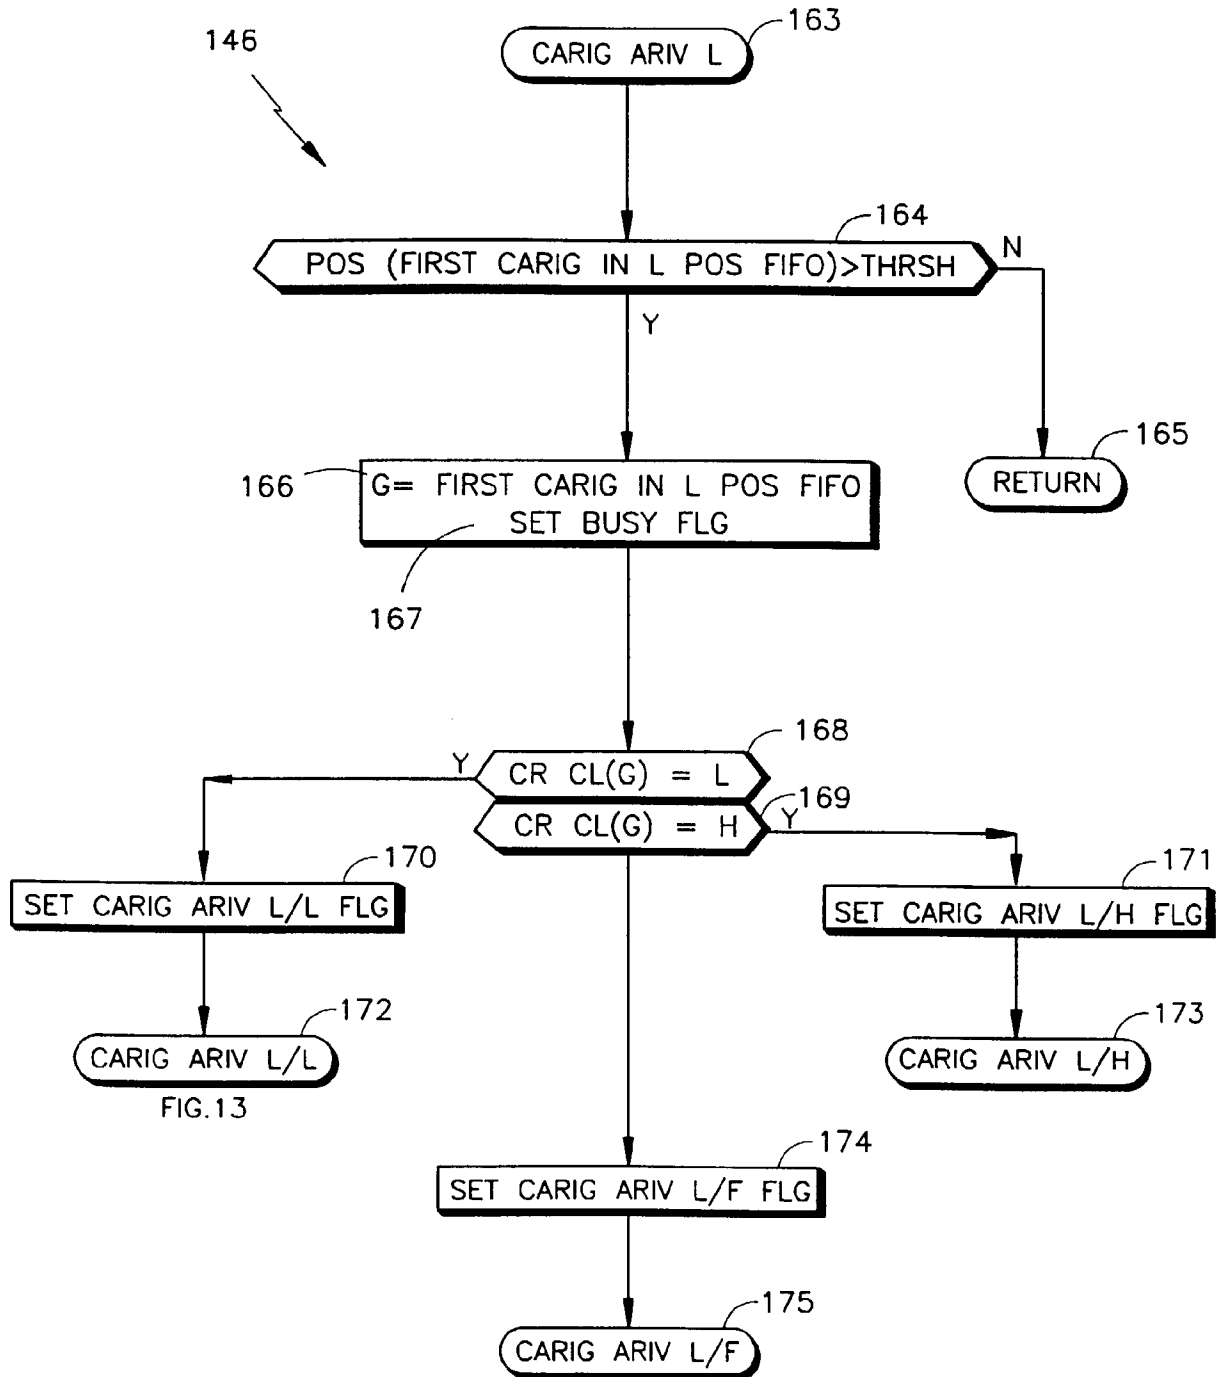 146
CARIG ARIV L
163
POS (FIRST CARIG IN L POS FIFO)>THRSH
164
N
Y
165
RETURN
166
G= FIRST CARIG IN L POS FIFO
SET BUSY FLG
167
168
Y
CR CL(G) = L
169
CR CL(G) = H
Y
170
SET CARIG ARIV L/L FLG
171
SET CARIG ARIV L/H FLG
172
CARIG ARIV L/L
FIG.13
173
CARIG ARIV L/H
174
SET CARIG ARIV L/F FLG
175
CARIG ARIV L/F